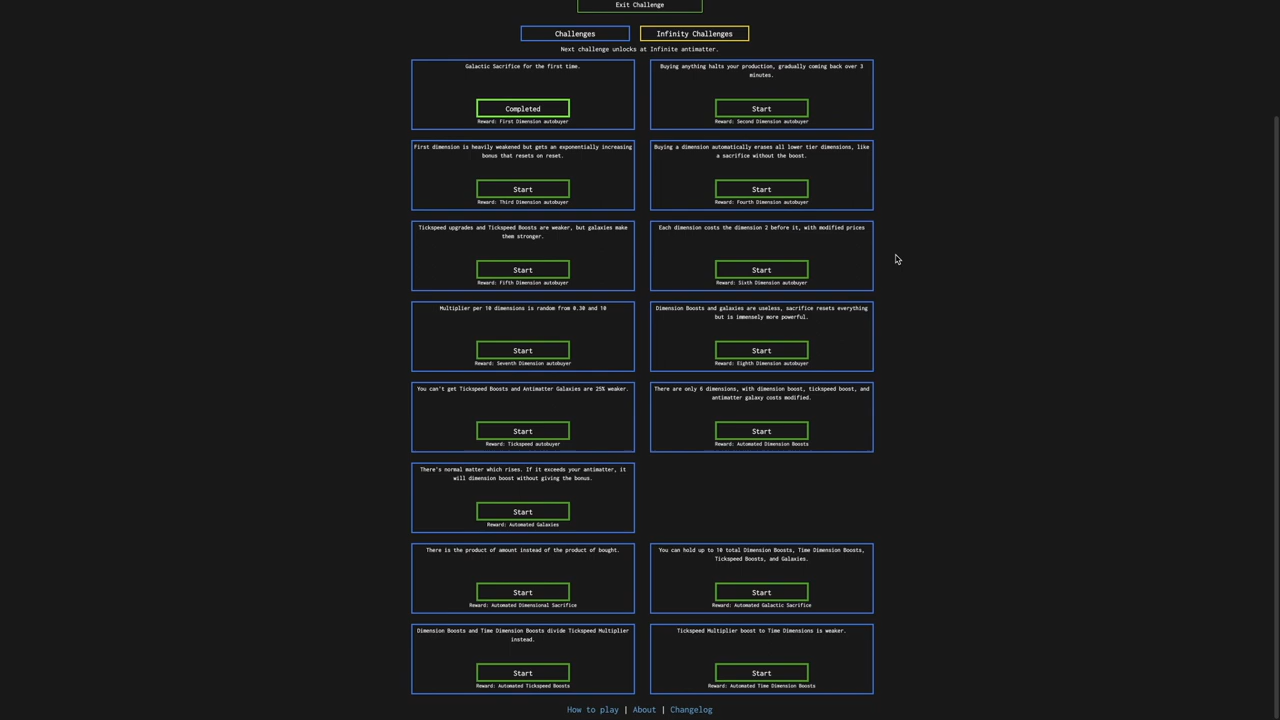 Exit Challenge
Challenges
Infinity Challenges
Next challenge unlocks at Infinite antimatter.
Galactic Sacrifice for the first time.
Completed
Reward: First Dimension autobuyer
Buying anything halts your production, gradually coming back over 3
minutes.
Start
Reward: Second Dimension autobuyer
First dimension is heavily weakened but gets an exponentially increasing
bonus that resets on reset.
Start
Reward: Third Dimension autobuyer
Buying a dimension automatically erases all lower tier dimensions, like
a sacrifice without the boost.
Start
Reward: Fourth Dimension autobuyer
Tickspeed upgrades and Tickspeed Boosts are weaker, but galaxies make
them stronger.
Start
Reward: Fifth Dimension autobuyer
Each dimension costs the dimension 2 before it, with modified prices
Start
Reward: Sixth Dimension autobuyer
Multiplier per 10 dimensions is random from 0.30 and 10
Start
Reward: Seventh Dimension autobuyer
Dimension Boosts and galaxies are useless, sacrifice resets everything
but is immensely more powerful.
Start
Reward: Eighth Dimension autobuyer
You can't get Tickspeed Boosts and Antimatter Galaxies are 25% weaker.
Start
Reward: Tickspeed autobuyer
There are only 6 dimensions, with dimension boost, tickspeed boost, and
antimatter galaxy costs modified.
Start
Reward: Automated Dimension Boosts
There's normal matter which rises. If it exceeds your antimatter, it
will dimension boost without giving the bonus.
Start
Reward: Automated Galaxies
There is the product of amount instead of the product of bought.
Start
Reward: Automated Dimensional Sacrifice
You can hold up to 10 total Dimension Boosts, Time Dimension Boosts,
Tickspeed Boosts, and Galaxies.
Start
Reward: Automated Galactic Sacrifice
Dimension Boosts and Time Dimension Boosts divide Tickspeed Multiplier
instead.
Start
Reward: Automated Tickspeed Boosts
Tickspeed Multiplier boost to Time Dimensions is weaker.
Start
Reward: Automated Time Dimension Boosts
How to play | About | Changelog